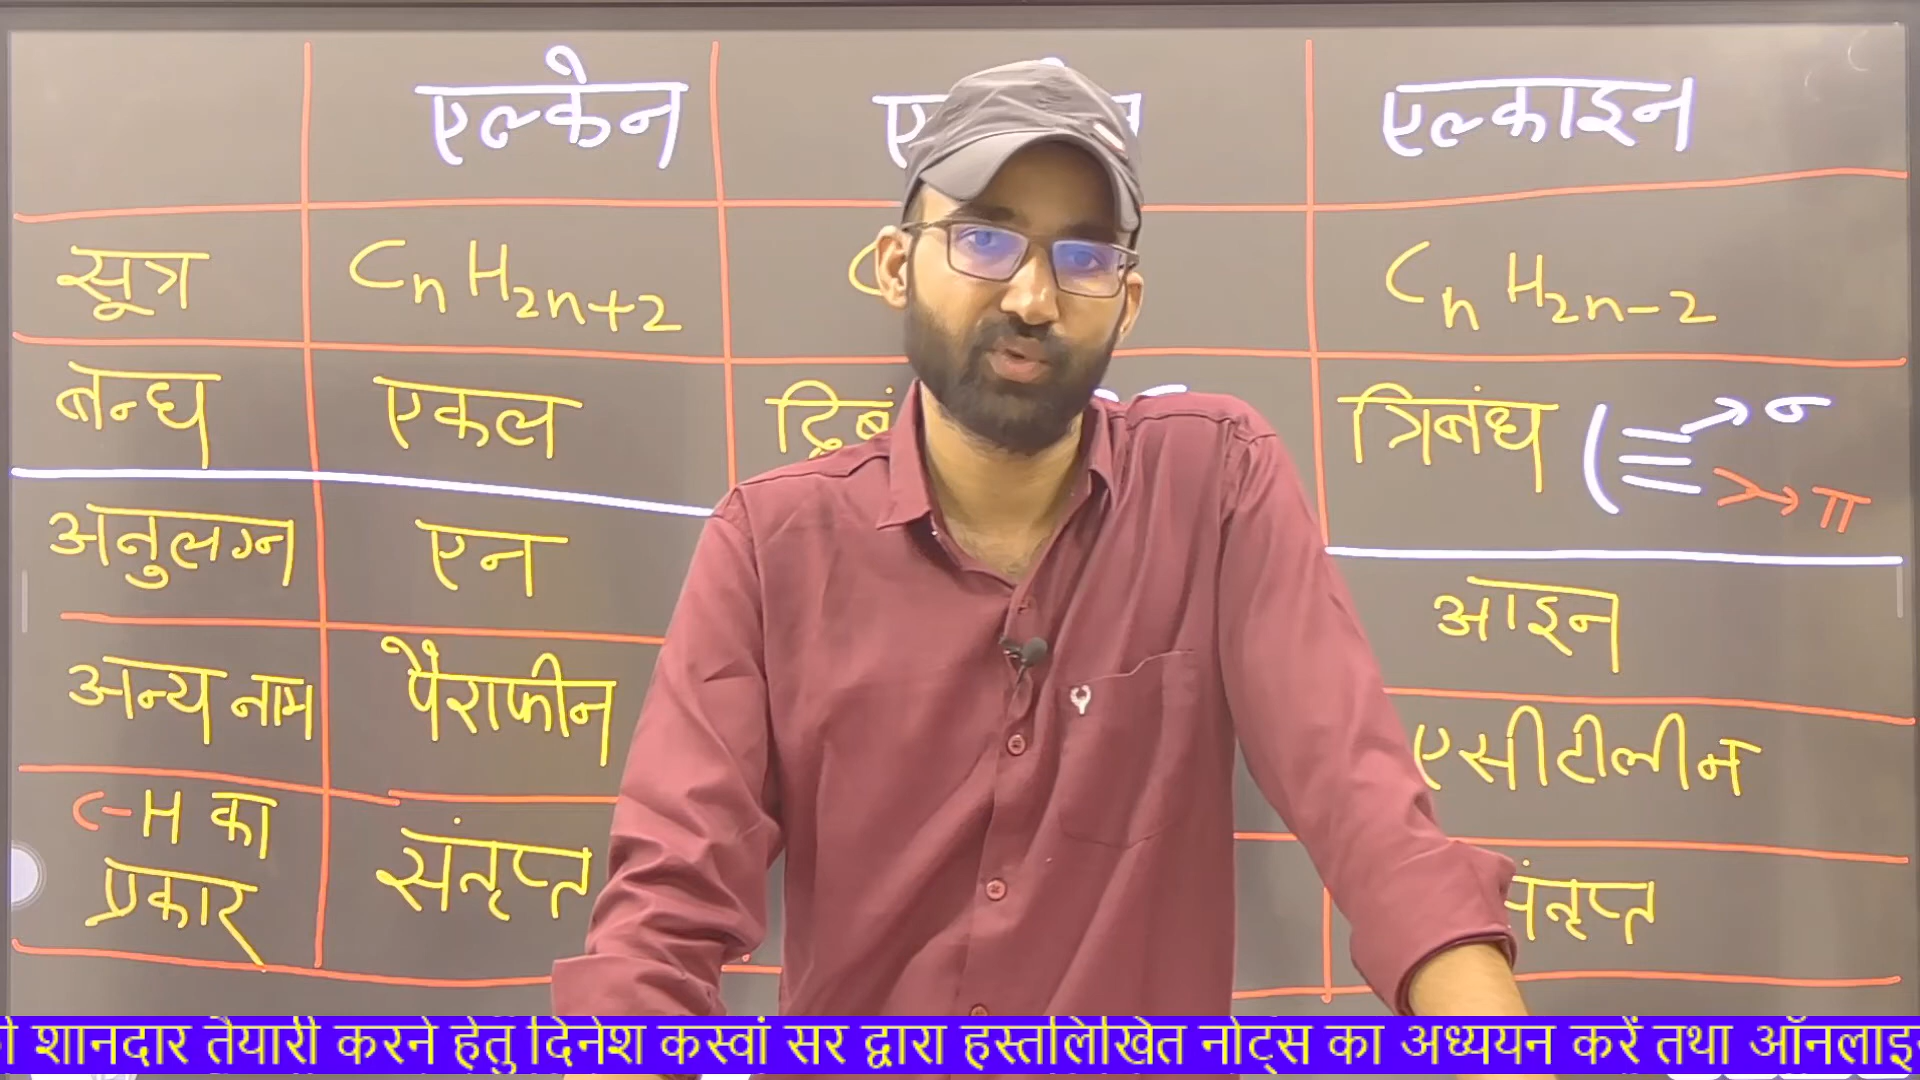 एल्केन एल्काइन
सूत्र CnH2n+2 C CnH2n-2
बन्ध एकल द्विबं त्रिबंध (≡ → σ
→ π
अनुलग्न एन आइन
अन्य नाम पैराफीन एसीटीलीन
C-H का
प्रकार संतृप्त संतृप्त
शानदार तैयारी करने हेतु दिनेश कस्वां सर द्वारा हस्तलिखित नोट्स का अध्ययन करें तथा ऑनलाइ